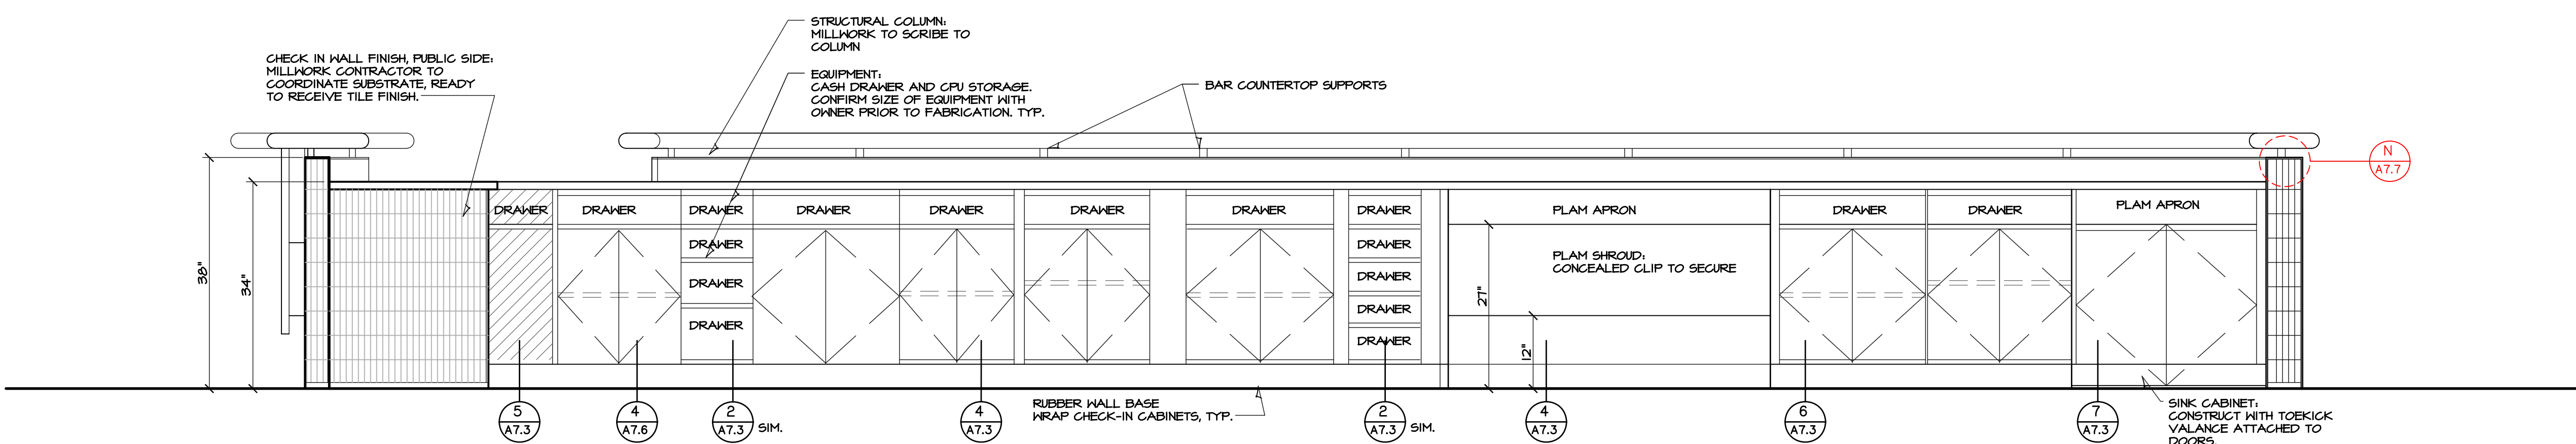 STRUCTURAL COLUMN:
MILLWORK TO SCRIBE TO
COLUMN
CHECK IN WALL FINISH, PUBLIC SIDE:
MILLWORK CONTRACTOR TO
COORDINATE SUBSTRATE, READY
TO RECEIVE TILE FINISH.
EQUIPMENT:
CASH DRAWER AND CPU STORAGE.
CONFIRM SIZE OF EQUIPMENT WITH
OWNER PRIOR TO FABRICATION. TYP.
BAR COUNTERTOP SUPPORTS
N
A7.7
38"
34"
DRAWER
DRAWER
DRAWER
DRAWER
DRAWER
DRAWER
DRAWER
DRAWER
PLAM APRON
DRAWER
DRAWER
PLAM APRON
DRAWER
DRAWER
DRAWER
DRAWER
DRAWER
DRAWER
DRAWER
PLAM SHROUD:
CONCEALED CLIP TO SECURE
27"
12"
5
A7.3
4
A7.6
2
A7.3
SIM.
4
A7.3
RUBBER WALL BASE
WRAP CHECK-IN CABINETS, TYP.
2
A7.3
SIM.
4
A7.3
6
A7.3
7
A7.3
SINK CABINET:
CONSTRUCT WITH TOEKICK
VALANCE ATTACHED TO
DOORS.